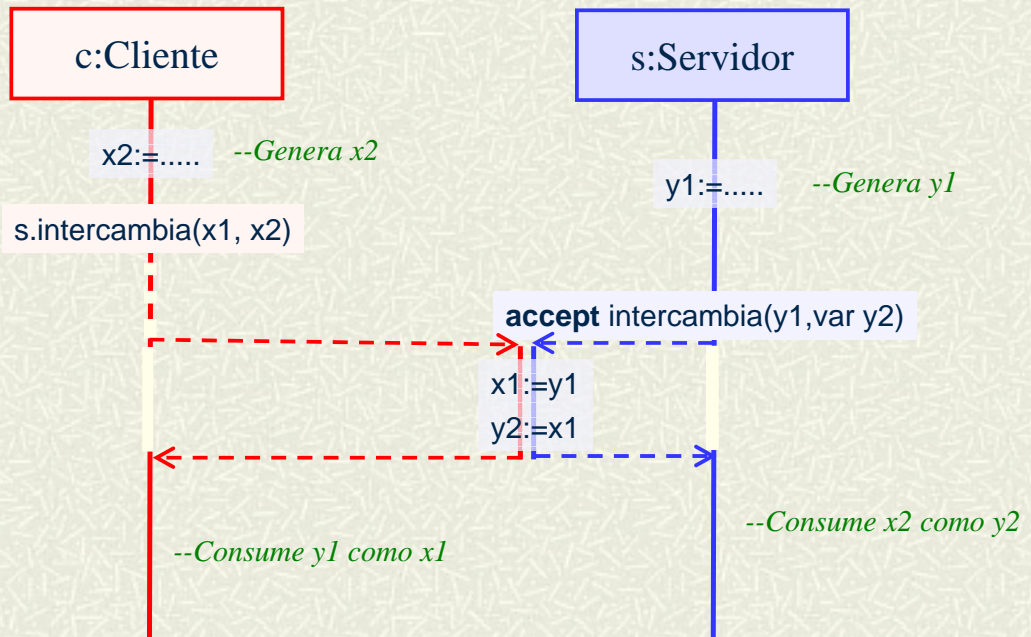 c:Cliente
s:Servidor
x2:=..... --Genera x2
y1:=..... --Genera y1
s.intercambia(x1, x2)
accept intercambia(y1,var y2)
x1:=y1
y2:=x1
--Consume x2 como y2
--Consume y1 como x1